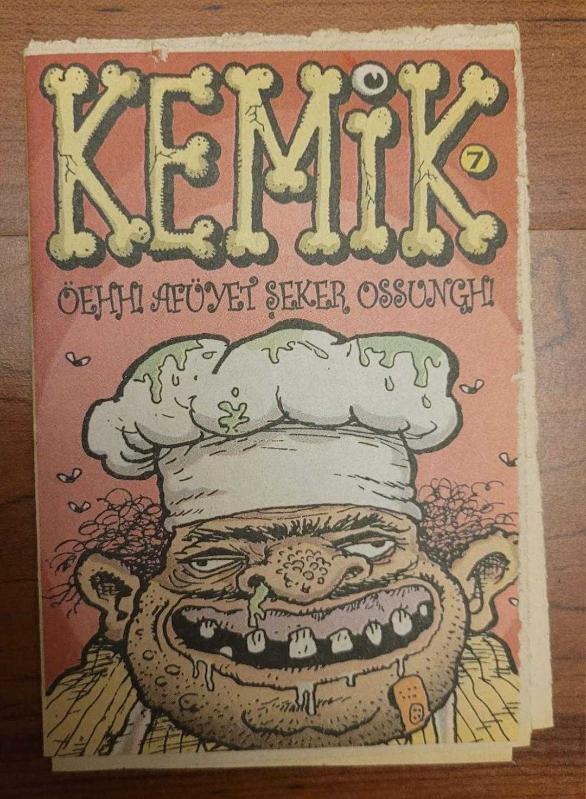 KEMİK
7
ÖEHH! AFÜYET ŞEKER OSSUNGH!